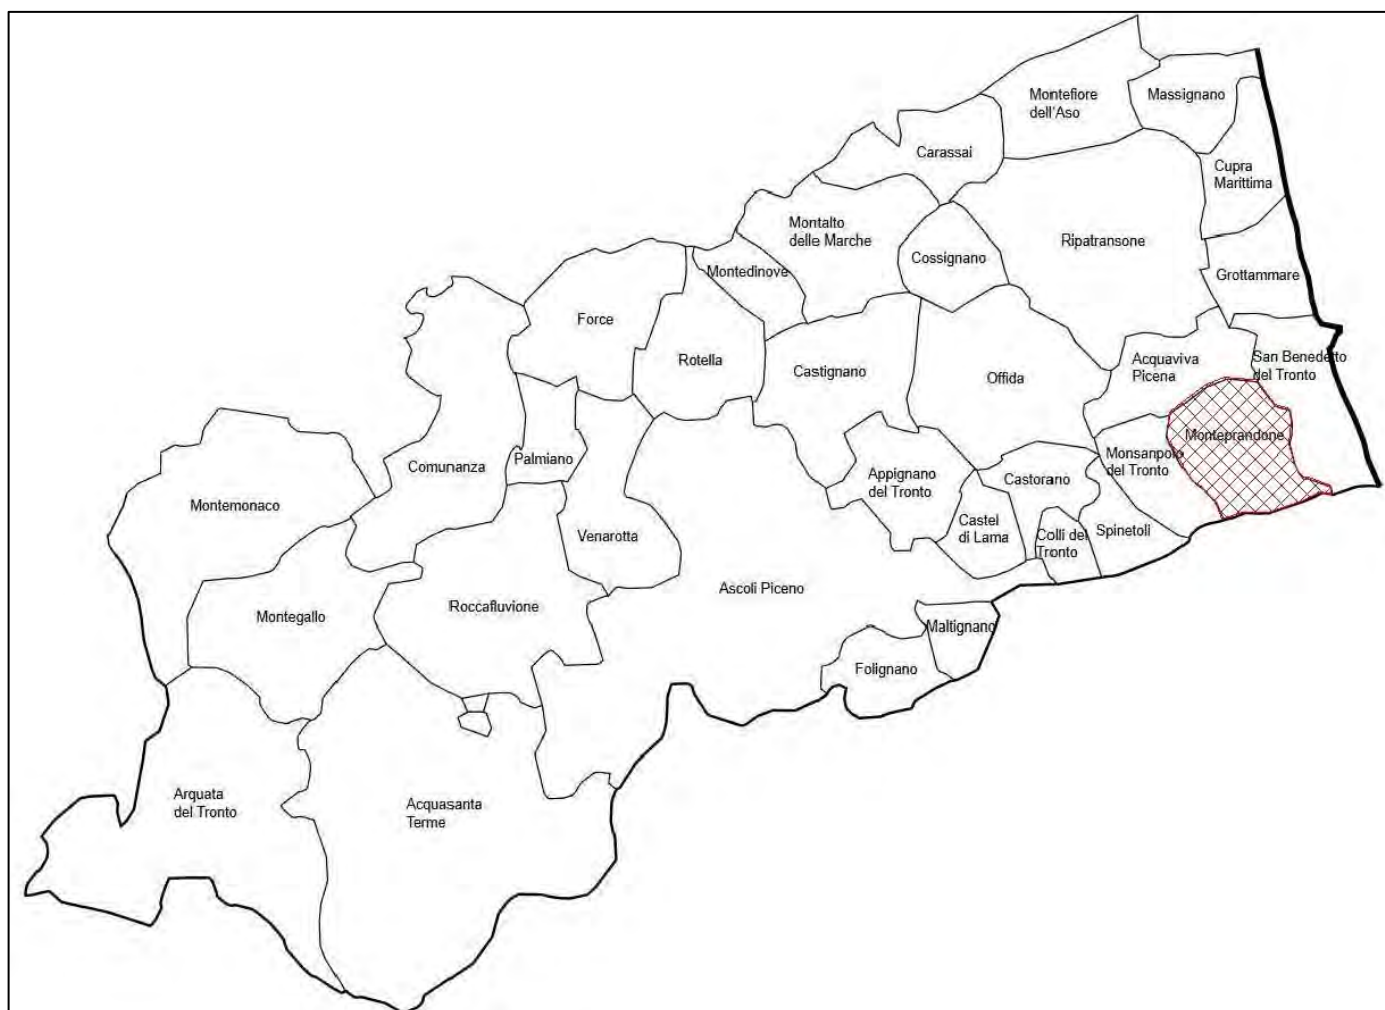 Montefiore
dell'Aso
Massignano
Carassai
Cupra
Marittima
Montalto
delle Marche
Ripatransone
Cossignano
Montedinove
Grottammare
Force
Rotella
Castignano
Offida
Acquaviva
Picena
San Benedetto
del Tronto
Monteprandone
Monsanpolo
del Tronto
Comunanza
Palmiano
Appignano
del Tronto
Castorano
Montemonaco
Castel
di Lama
Colli del
Tronto
Spinetoli
Venarotta
Ascoli Piceno
Roccafluvione
Montegallo
Maltignano
Folignano
Arquata
del Tronto
Acquasanta
Terme